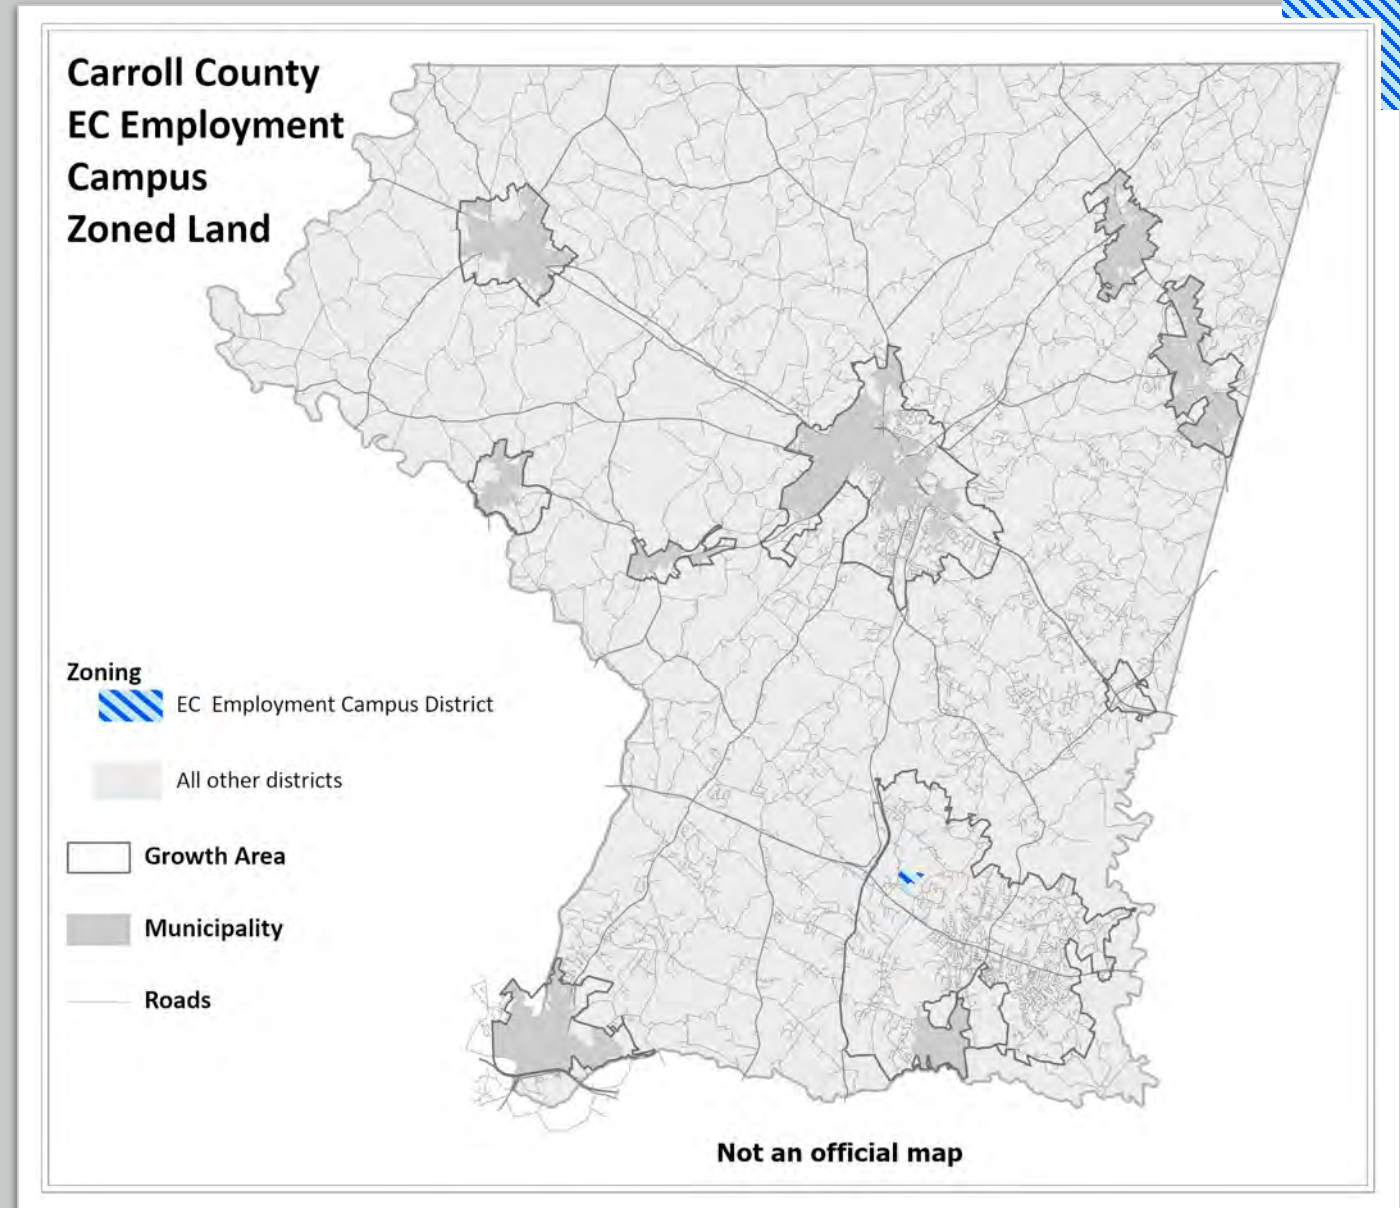 Carroll County
EC Employment
Campus
Zoned Land
Zoning
EC Employment Campus District
All other districts
Growth Area
Municipality
Roads
Not an official map